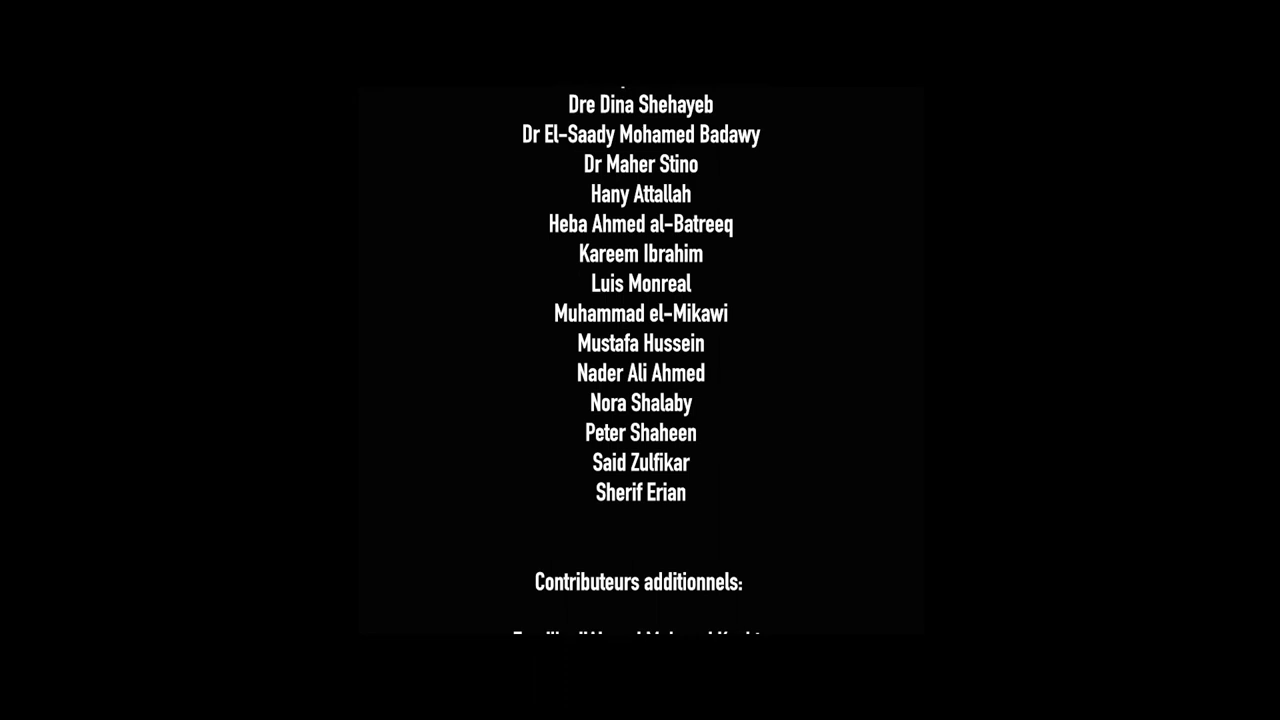 Dre Dina Shehayeb
Dr El-Saady Mohamed Badawy
Dr Maher Stino
Hany Attallah
Heba Ahmed al-Batreeq
Kareem Ibrahim
Luis Monreal
Muhammad el-Mikawi
Mustafa Hussein
Nader Ali Ahmed
Nora Shalaby
Peter Shaheen
Said Zulfikar
Sherif Erian
Contributeurs additionnels: